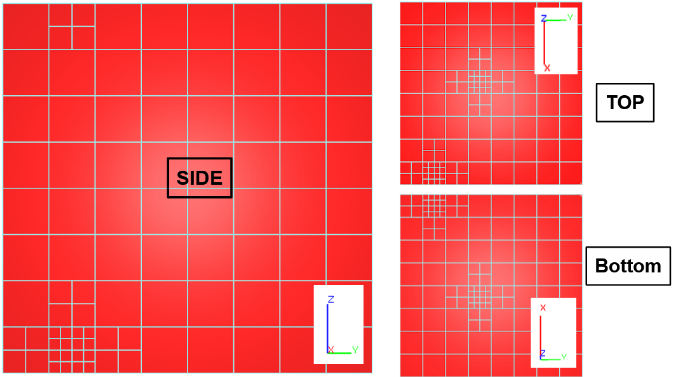 SIDE
Z
X Y
Z Y
X
TOP
Bottom
X
Z Y